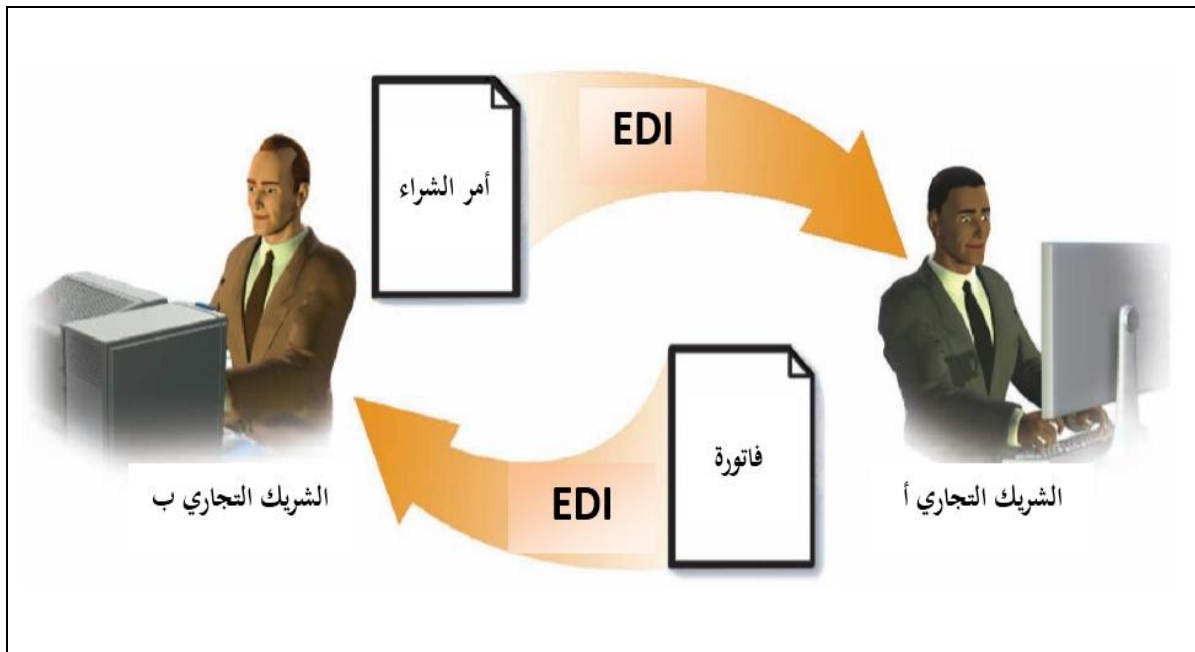 EDI
أمر الشراء
فاتورة
الشريك التجاري أ
الشريك التجاري ب
EDI